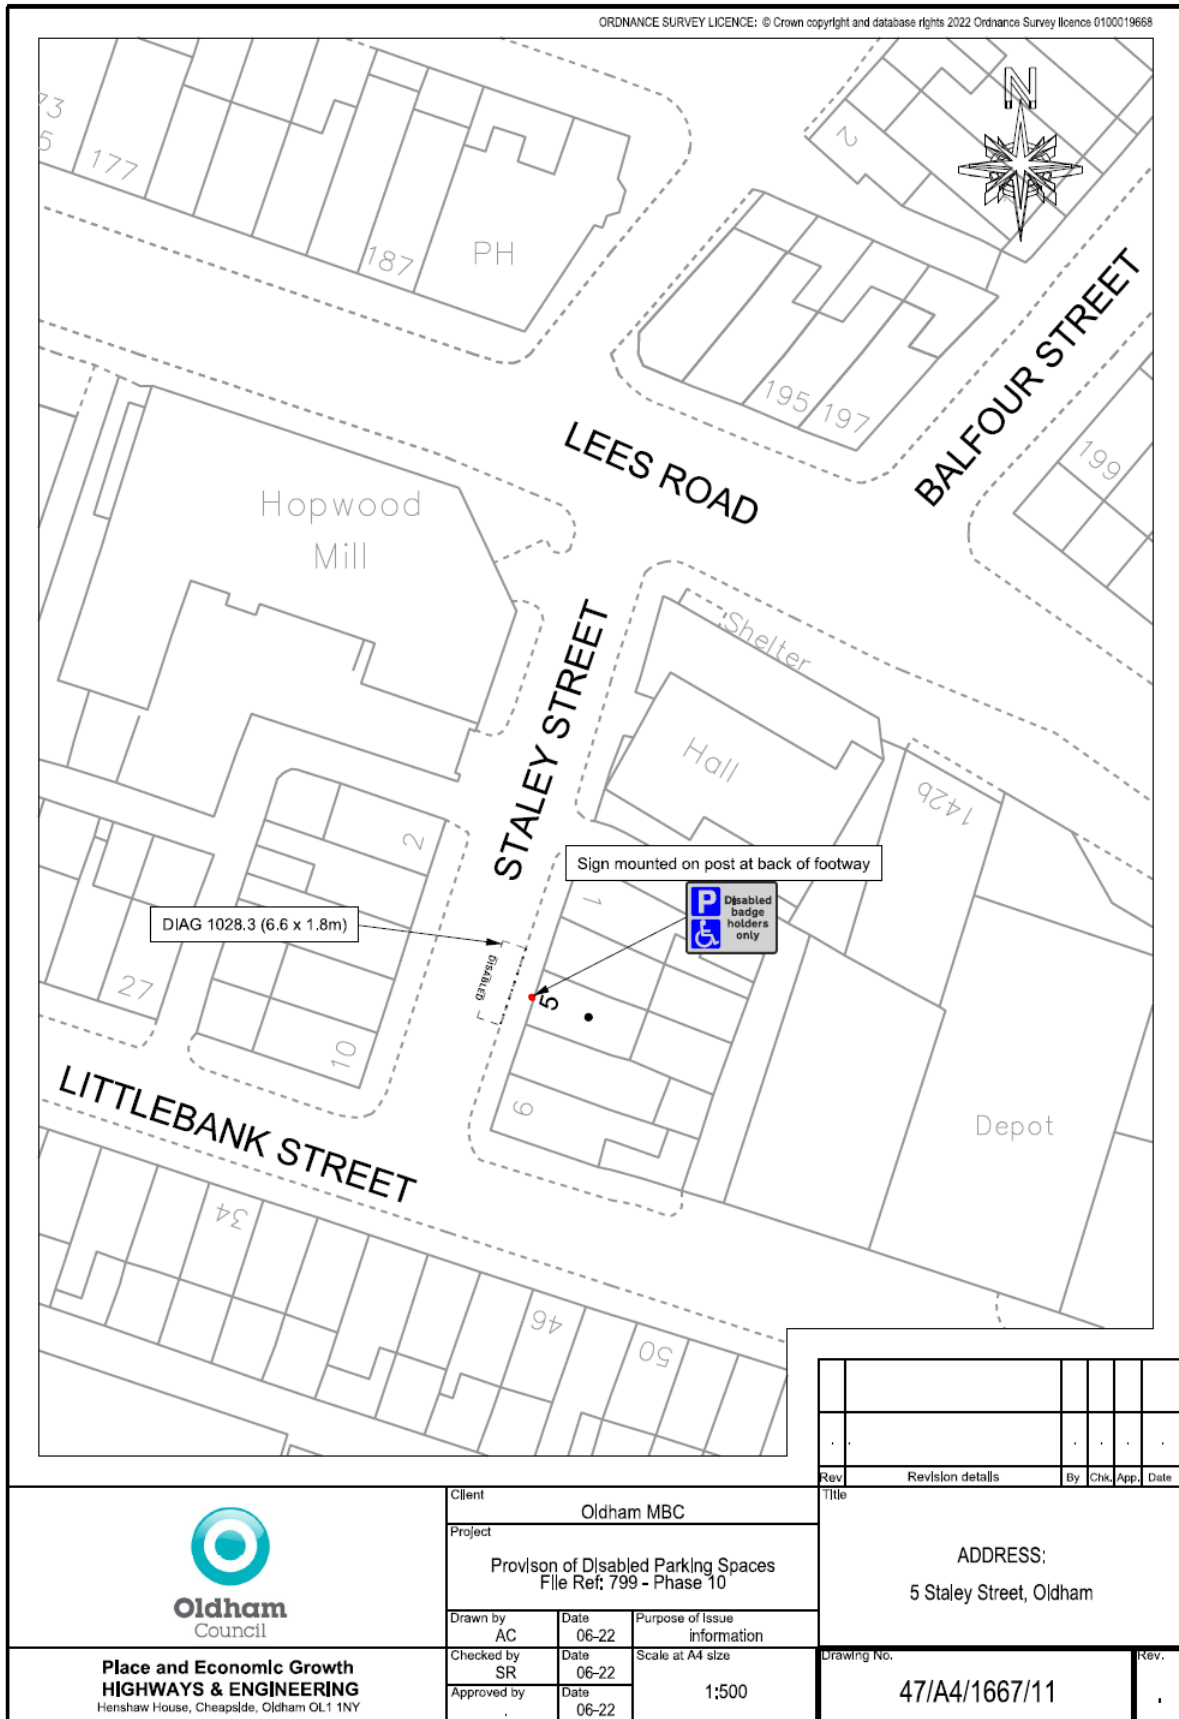 ORDNANCE SURVEY LICENCE: © Crown copyright and database rights 2022 Ordnance Survey licence 0100019668
N
73
5
177
187
PH
2
195
197
199
BALFOUR STREET
LEES ROAD
Hopwood
Mill
Shelter
STALEY STREET
Hall
142b
2
Sign mounted on post at back of footway
P
Disabled
badge
holders
only
1
DIAG 1028.3 (6.6 x 1.8m)
DISABLED
5
27
10
9
Depot
LITTLEBANK STREET
34
46
50
Rev
Revision details
By
Chk.
App.
Date
Oldham
Council
Place and Economic Growth
HIGHWAYS & ENGINEERING
Henshaw House, Cheapside, Oldham OL1 1NY
Client
Oldham MBC
Project
Provison of Disabled Parking Spaces
File Ref: 799 - Phase 10
Drawn by
AC
Date
06-22
Purpose of Issue
information
Checked by
SR
Date
06-22
Scale at A4 size
1:500
Approved by
.
Date
06-22
Title
ADDRESS:
5 Staley Street, Oldham
Drawing No.
47/A4/1667/11
Rev.
.